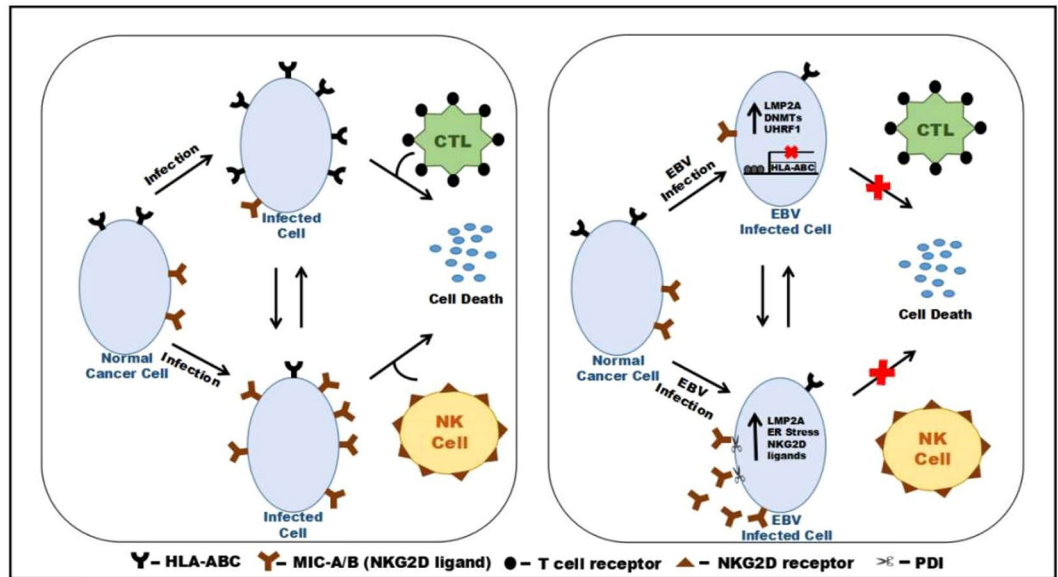 CTL
Infection
Infected
Cell
Cell Death
Normal
Cancer Cell
Infection
NK
Cell
Infected
Cell
LMP2A
DNMTs
UHRF1
HLA-ABC
CTL
EBV
Infection
EBV
Infected Cell
Cell Death
Normal
Cancer Cell
EBV
Infection
LMP2A
ER Stress
NKG2D
ligands
NK
Cell
EBV
Infected Cell
- HLA-ABC
- MIC-A/B (NKG2D ligand)
- T cell receptor
- NKG2D receptor
- PDI